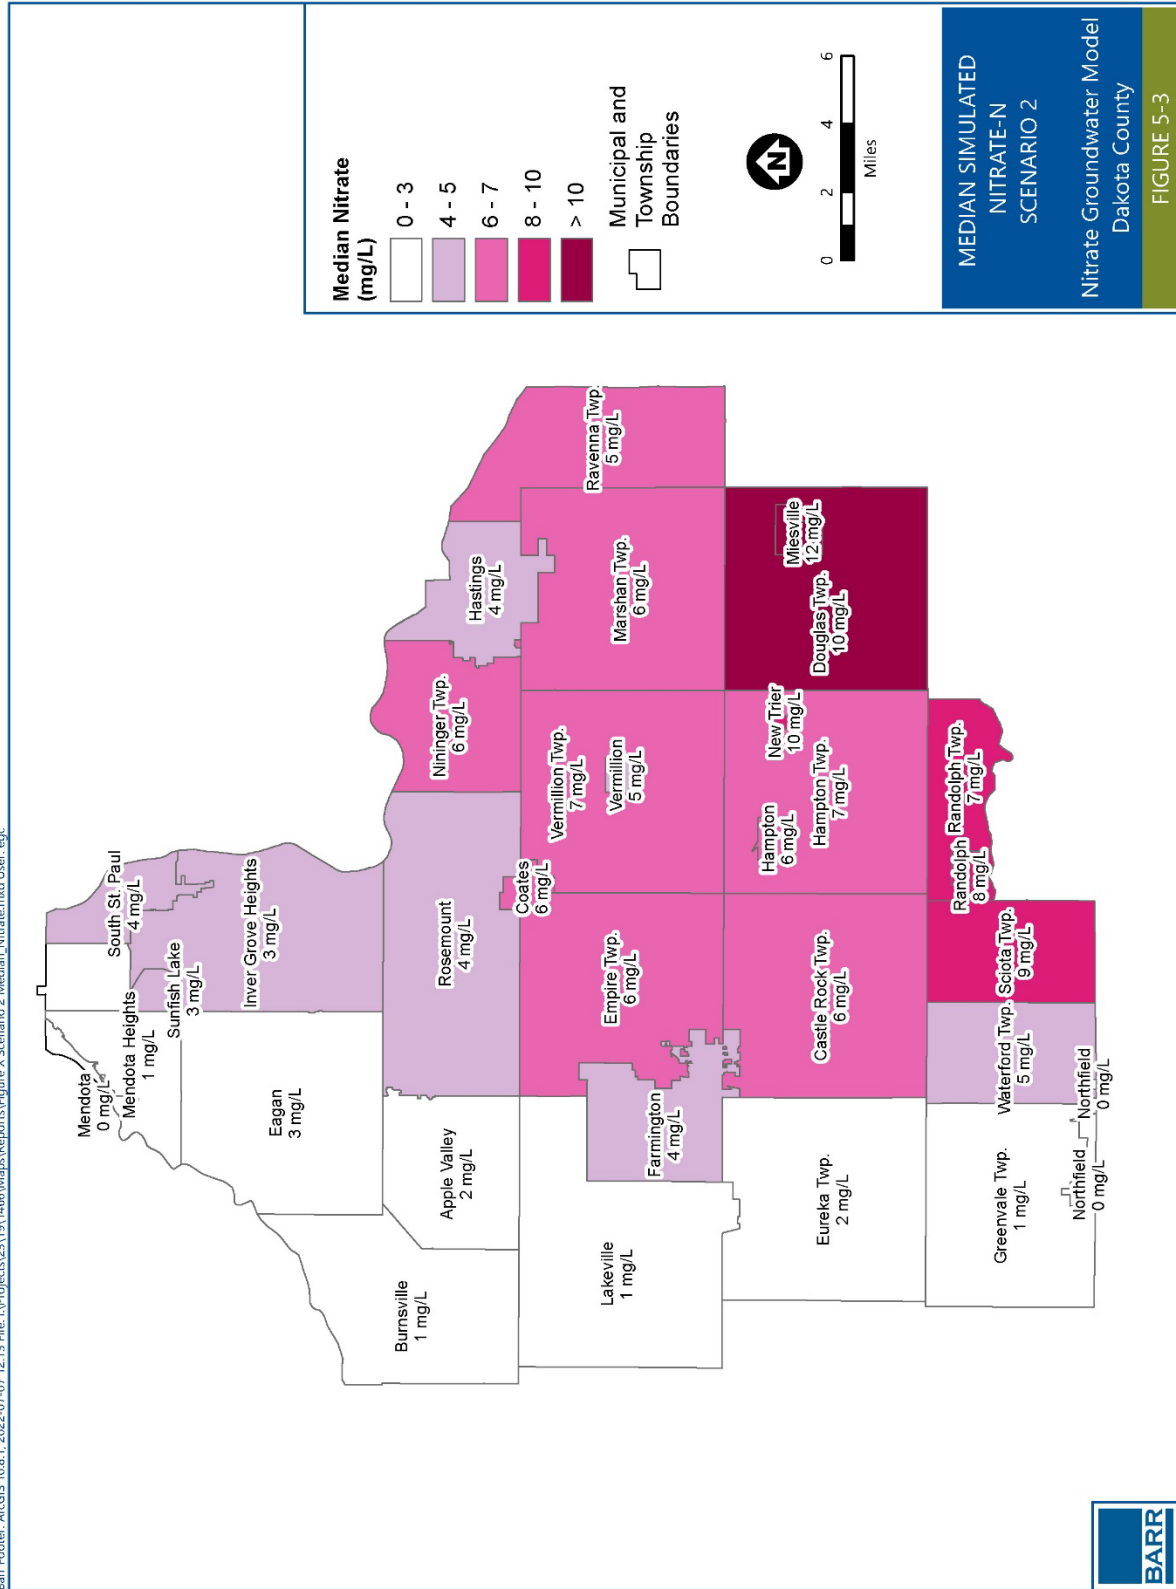 Mendota
0 mg/L
Mendota Heights
1 mg/L
South St. Paul
4 mg/L
Sunfish Lake
3 mg/L
Inver Grove Heights
3 mg/L
Eagan
3 mg/L
Burnsville
1 mg/L
Apple Valley
2 mg/L
Rosemount
4 mg/L
Nininger Twp.
6 mg/L
Hastings
4 mg/L
Ravenna Twp.
5 mg/L
Lakeville
1 mg/L
Farmington
4 mg/L
Empire Twp.
6 mg/L
Coates
6 mg/L
Vermillion Twp.
7 mg/L
Vermillion
5 mg/L
Marshan Twp.
6 mg/L
Eureka Twp.
2 mg/L
Castle Rock Twp.
6 mg/L
Hampton
6 mg/L
Hampton Twp.
7 mg/L
New Trier
10 mg/L
Douglas Twp.
10 mg/L
Miesville
12 mg/L
Greenvale Twp.
1 mg/L
Northfield
0 mg/L
Northfield
0 mg/L
Waterford Twp.
5 mg/L
Sciota Twp.
9 mg/L
Randolph
8 mg/L
Randolph Twp.
7 mg/L
Median Nitrate
(mg/L)
0 - 3
4 - 5
6 - 7
8 - 10
> 10
Municipal and
Township
Boundaries
N
0 2 4 6
Miles
MEDIAN SIMULATED
NITRATE-N
SCENARIO 2
Nitrate Groundwater Model
Dakota County
FIGURE 5-3
BARR